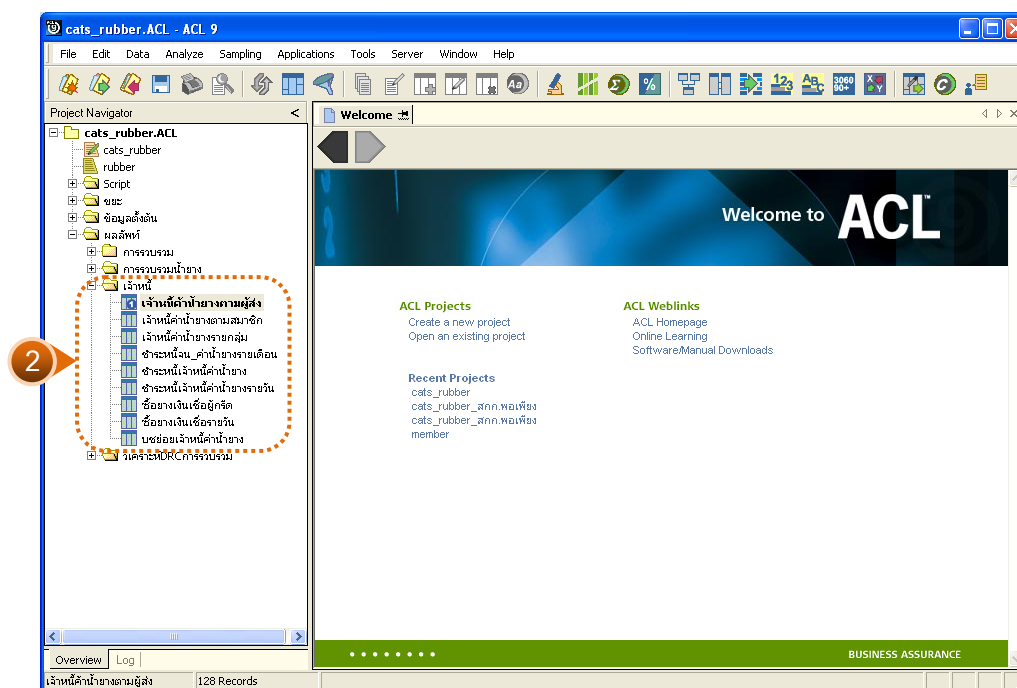 cats_rubber.ACL - ACL 9
File Edit Data Analyze Sampling Applications Tools Server Window Help
Project Navigator <
Welcome
cats_rubber.ACL
cats_rubber
rubber
Script
ขยะ
ข้อมูลตั้งต้น
ผลลัพท์
การรวบรวม
การรวบรวมน้ำยาง
เจ้าหนี้
เจ้าหนี้ค่าน้ำยางตามผู้ส่ง
เจ้าหนี้ค่าน้ำยางตามสมาชิก
เจ้าหนี้ค่าน้ำยางรายกลุ่ม
ชำระหนี้จน_ค่าน้ำยางรายเดือน
ชำระหนี้เจ้าหนี้ค่าน้ำยาง
ชำระหนี้เจ้าหนี้ค่าน้ำยางรายวัน
ซื้อยางเงินเชื่อผู้กรีด
ซื้อยางเงินเชื่อรายวัน
บชย่อยเจ้าหนี้ค่าน้ำยาง
วิเคราะห์DRCการรวบรวม
2
Welcome to ACL™
ACL Projects
Create a new project
Open an existing project
Recent Projects
cats_rubber
cats_rubber_สกก.พอเพียง
cats_rubber_สกก.พอเพียง
member
ACL Weblinks
ACL Homepage
Online Learning
Software/Manual Downloads
BUSINESS ASSURANCE
Overview Log
เจ้าหนี้ค่าน้ำยางตามผู้ส่ง 128 Records